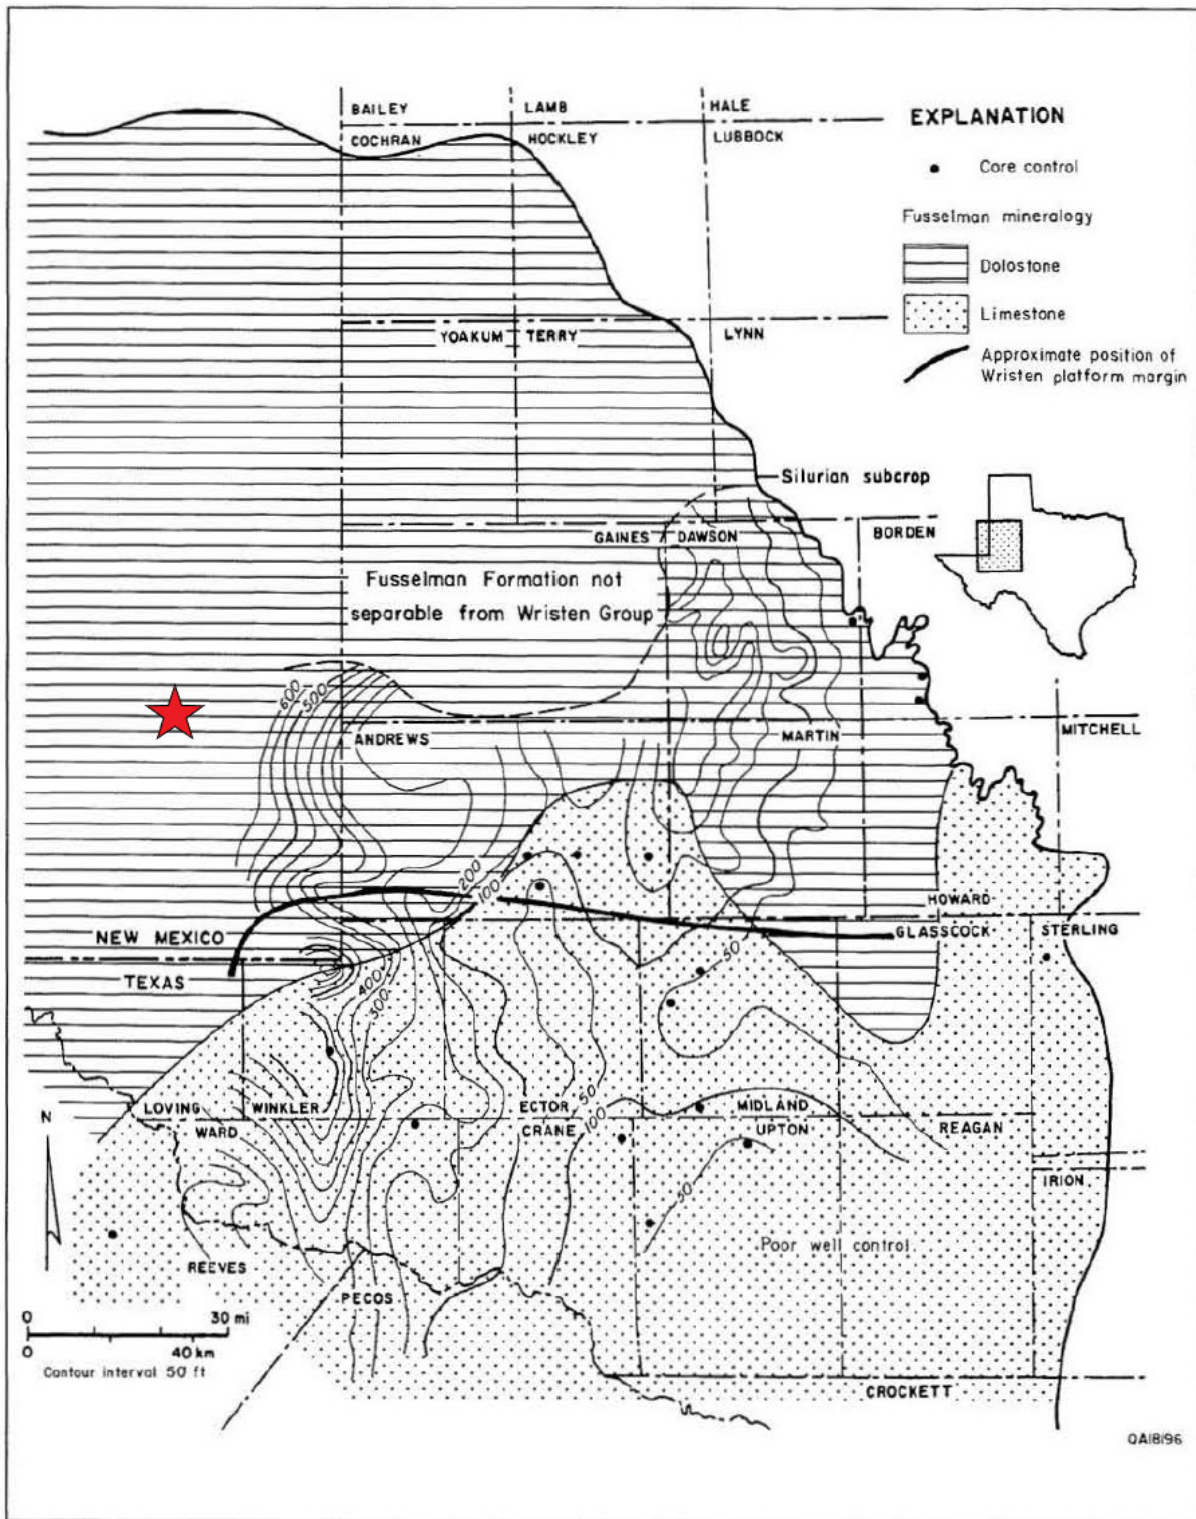 BAILEY
LAMB
HALE
COCHRAN
HOCKLEY
LUBBOCK
EXPLANATION
Core control
Fusselman mineralogy
Dolostone
Limestone
Approximate position of
Wristen platform margin
YOAKUM
TERRY
LYNN
Silurian subcrop
GAINES
DAWSON
BORDEN
Fusselman Formation not
separable from Wristen Group
600
500
ANDREWS
MARTIN
MITCHELL
200
100
HOWARD
NEW MEXICO
GLASSCOCK
STERLING
TEXAS
50
400
300
N
LOVING
WINKLER
ECTOR
50
100
MIDLAND
WARD
CRANE
UPTON
REAGAN
IRION
50
Poor well control
REEVES
PECOS
0 30 mi
0 40 km
Contour interval 50 ft
CROCKETT
QA18196